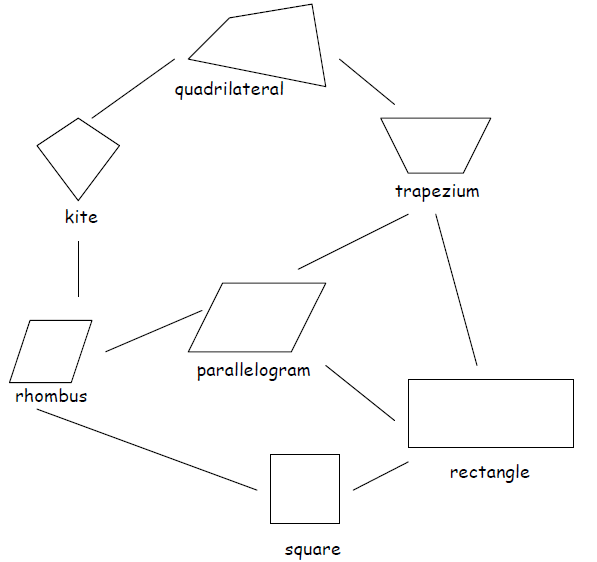 quadrilateral
trapezium
kite
parallelogram
rhombus
rectangle
square